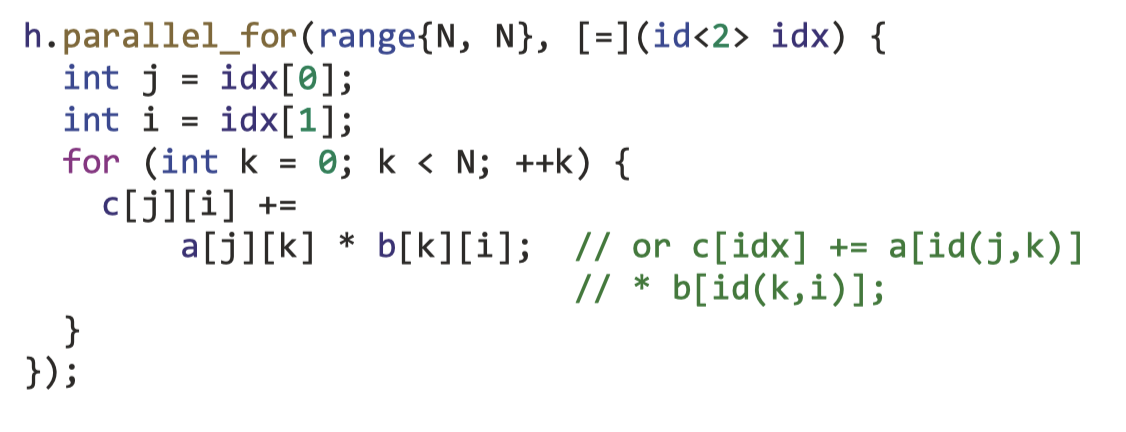 h.parallel_for(range{N, N}, [=](id<2> idx) {
  int j = idx[0];
  int i = idx[1];
  for (int k = 0; k < N; ++k) {
    c[j][i] +=
        a[j][k] * b[k][i];  // or c[idx] += a[id(j,k)]
                            // * b[id(k,i)];
  }
});